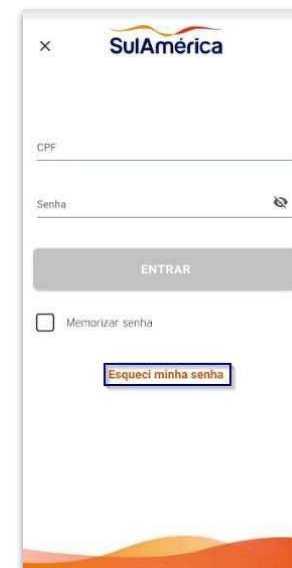 SulAmérica
CPF
Senha
ENTRAR
Memorizar senha
Esqueci minha senha